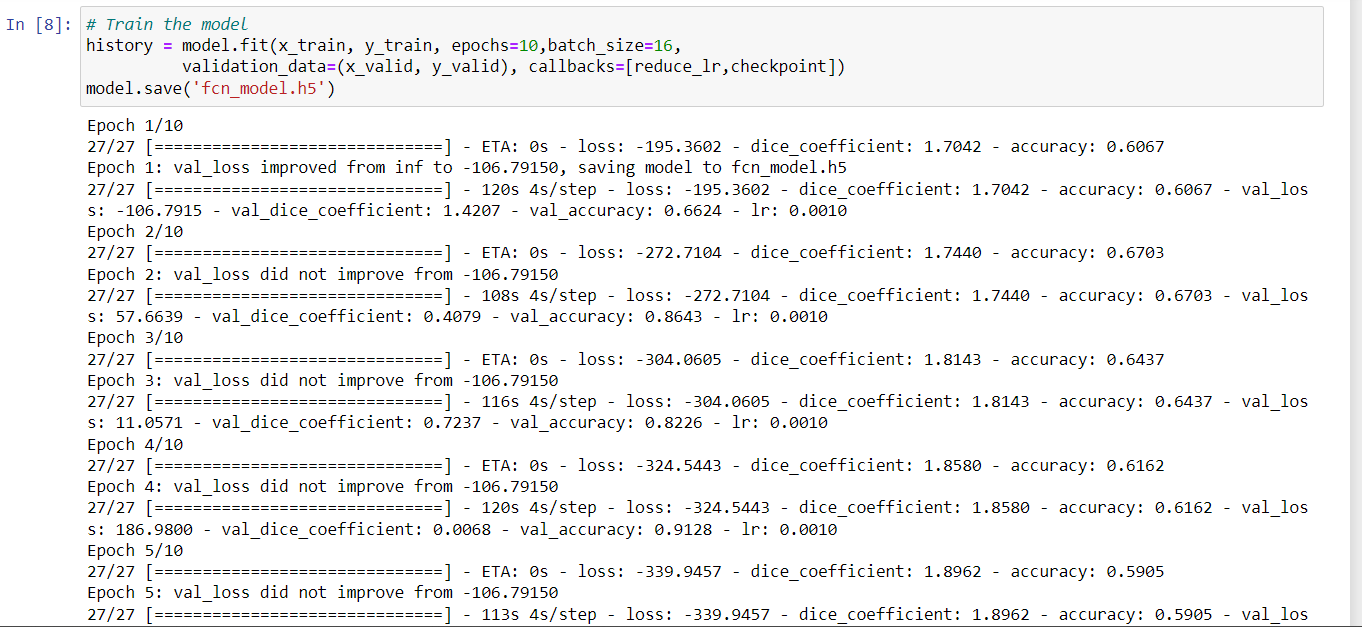 In [8]: # Train the model
history = model.fit(x_train, y_train, epochs=10,batch_size=16,
validation_data=(x_valid, y_valid), callbacks=[reduce_lr,checkpoint])
model.save('fcn_model.h5')
Epoch 1/10
27/27 [==============================] - ETA: 0s - loss: -195.3602 - dice_coefficient: 1.7042 - accuracy: 0.6067
Epoch 1: val_loss improved from inf to -106.79150, saving model to fcn_model.h5
27/27 [==============================] - 120s 4s/step - loss: -195.3602 - dice_coefficient: 1.7042 - accuracy: 0.6067 - val_los
s: -106.7915 - val_dice_coefficient: 1.4207 - val_accuracy: 0.6624 - lr: 0.0010
Epoch 2/10
27/27 [==============================] - ETA: 0s - loss: -272.7104 - dice_coefficient: 1.7440 - accuracy: 0.6703
Epoch 2: val_loss did not improve from -106.79150
27/27 [==============================] - 108s 4s/step - loss: -272.7104 - dice_coefficient: 1.7440 - accuracy: 0.6703 - val_los
s: 57.6639 - val_dice_coefficient: 0.4079 - val_accuracy: 0.8643 - lr: 0.0010
Epoch 3/10
27/27 [==============================] - ETA: 0s - loss: -304.0605 - dice_coefficient: 1.8143 - accuracy: 0.6437
Epoch 3: val_loss did not improve from -106.79150
27/27 [==============================] - 116s 4s/step - loss: -304.0605 - dice_coefficient: 1.8143 - accuracy: 0.6437 - val_los
s: 11.0571 - val_dice_coefficient: 0.7237 - val_accuracy: 0.8226 - lr: 0.0010
Epoch 4/10
27/27 [==============================] - ETA: 0s - loss: -324.5443 - dice_coefficient: 1.8580 - accuracy: 0.6162
Epoch 4: val_loss did not improve from -106.79150
27/27 [==============================] - 120s 4s/step - loss: -324.5443 - dice_coefficient: 1.8580 - accuracy: 0.6162 - val_los
s: 186.9800 - val_dice_coefficient: 0.0068 - val_accuracy: 0.9128 - lr: 0.0010
Epoch 5/10
27/27 [==============================] - ETA: 0s - loss: -339.9457 - dice_coefficient: 1.8962 - accuracy: 0.5905
Epoch 5: val_loss did not improve from -106.79150
27/27 [==============================] - 113s 4s/step - loss: -339.9457 - dice_coefficient: 1.8962 - accuracy: 0.5905 - val_los